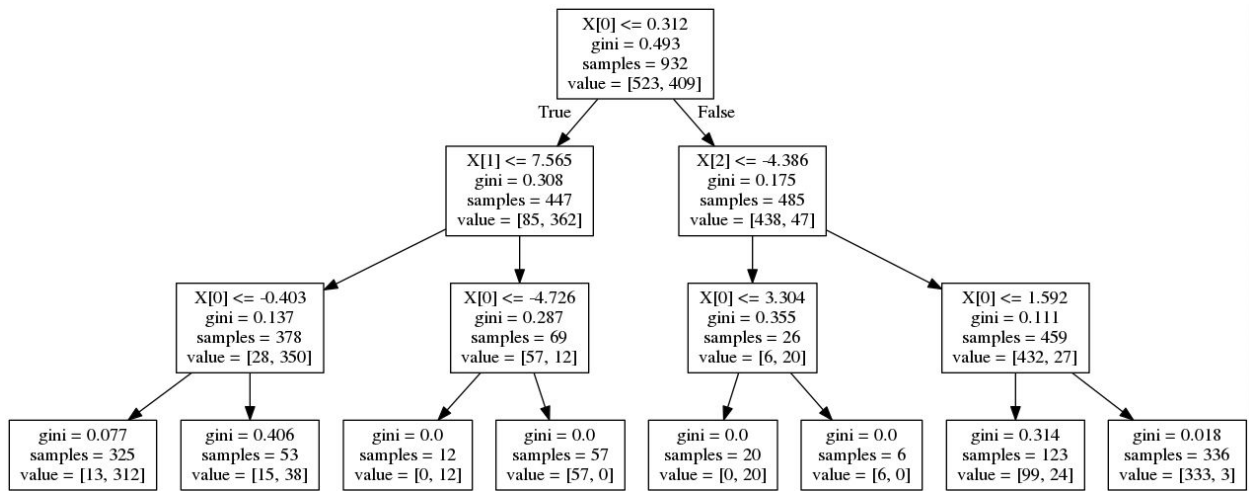 X[0] <= 0.312
gini = 0.493
samples = 932
value = [523, 409]
True
False
X[1] <= 7.565
gini = 0.308
samples = 447
value = [85, 362]
X[2] <= -4.386
gini = 0.175
samples = 485
value = [438, 47]
X[0] <= -0.403
gini = 0.137
samples = 378
value = [28, 350]
X[0] <= -4.726
gini = 0.287
samples = 69
value = [57, 12]
X[0] <= 3.304
gini = 0.355
samples = 26
value = [6, 20]
X[0] <= 1.592
gini = 0.111
samples = 459
value = [432, 27]
gini = 0.077
samples = 325
value = [13, 312]
gini = 0.406
samples = 53
value = [15, 38]
gini = 0.0
samples = 12
value = [0, 12]
gini = 0.0
samples = 57
value = [57, 0]
gini = 0.0
samples = 20
value = [0, 20]
gini = 0.0
samples = 6
value = [6, 0]
gini = 0.314
samples = 123
value = [99, 24]
gini = 0.018
samples = 336
value = [333, 3]